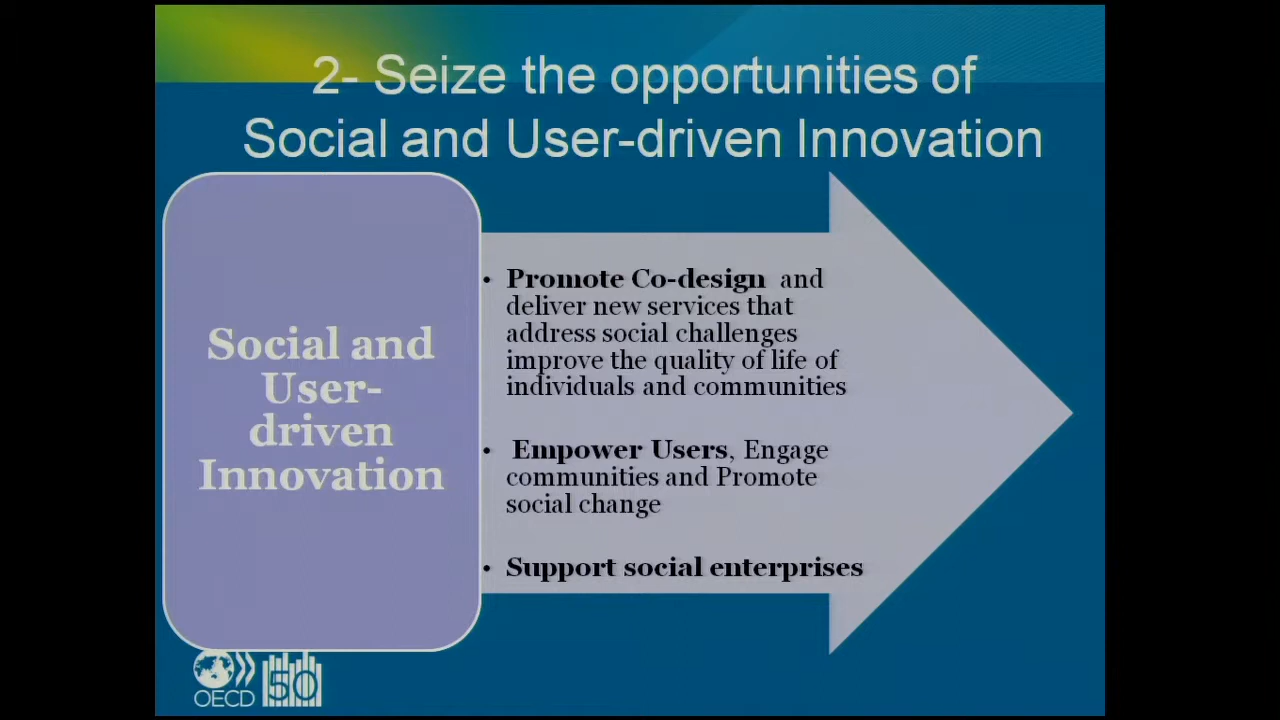 2- Seize the opportunities of
Social and User-driven Innovation
Social and
User-
driven
Innovation
• Promote Co-design and
deliver new services that
address social challenges
improve the quality of life of
individuals and communities
• Empower Users, Engage
communities and Promote
social change
• Support social enterprises
OECD 50